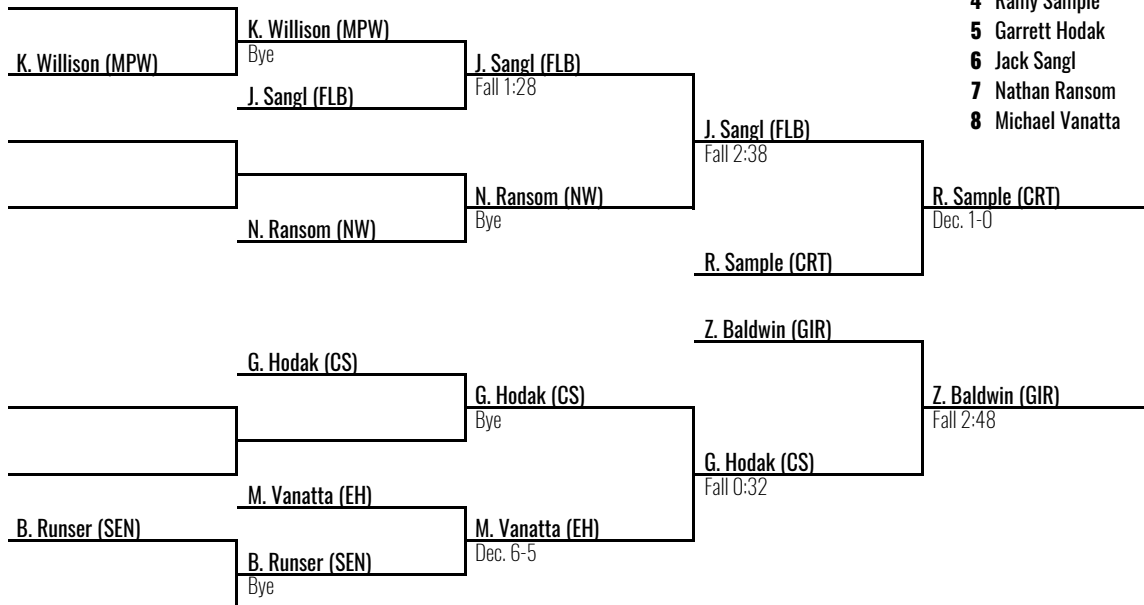 4 Ramy Sample
5 Garrett Hodak
6 Jack Sangl
7 Nathan Ransom
8 Michael Vanatta
K. Willison (MPW)
K. Willison (MPW)
Bye
J. Sangl (FLB)
J. Sangl (FLB)
Fall 1:28
J. Sangl (FLB)
Fall 2:38
N. Ransom (NW)
N. Ransom (NW)
Bye
R. Sample (CRT)
Dec. 1-0
R. Sample (CRT)
Z. Baldwin (GIR)
G. Hodak (CS)
G. Hodak (CS)
Bye
Z. Baldwin (GIR)
Fall 2:48
G. Hodak (CS)
Fall 0:32
M. Vanatta (EH)
B. Runser (SEN)
M. Vanatta (EH)
Dec. 6-5
B. Runser (SEN)
Bye